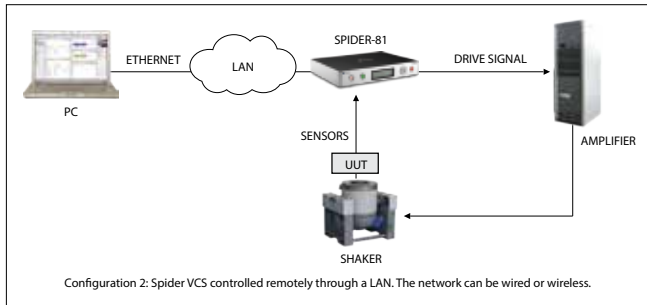 SPIDER-81
ETHERNET
LAN
DRIVE SIGNAL
PC
SENSORS
AMPLIFIER
UUT
SHAKER
Configuration 2: Spider VCS controlled remotely through a LAN. The network can be wired or wireless.